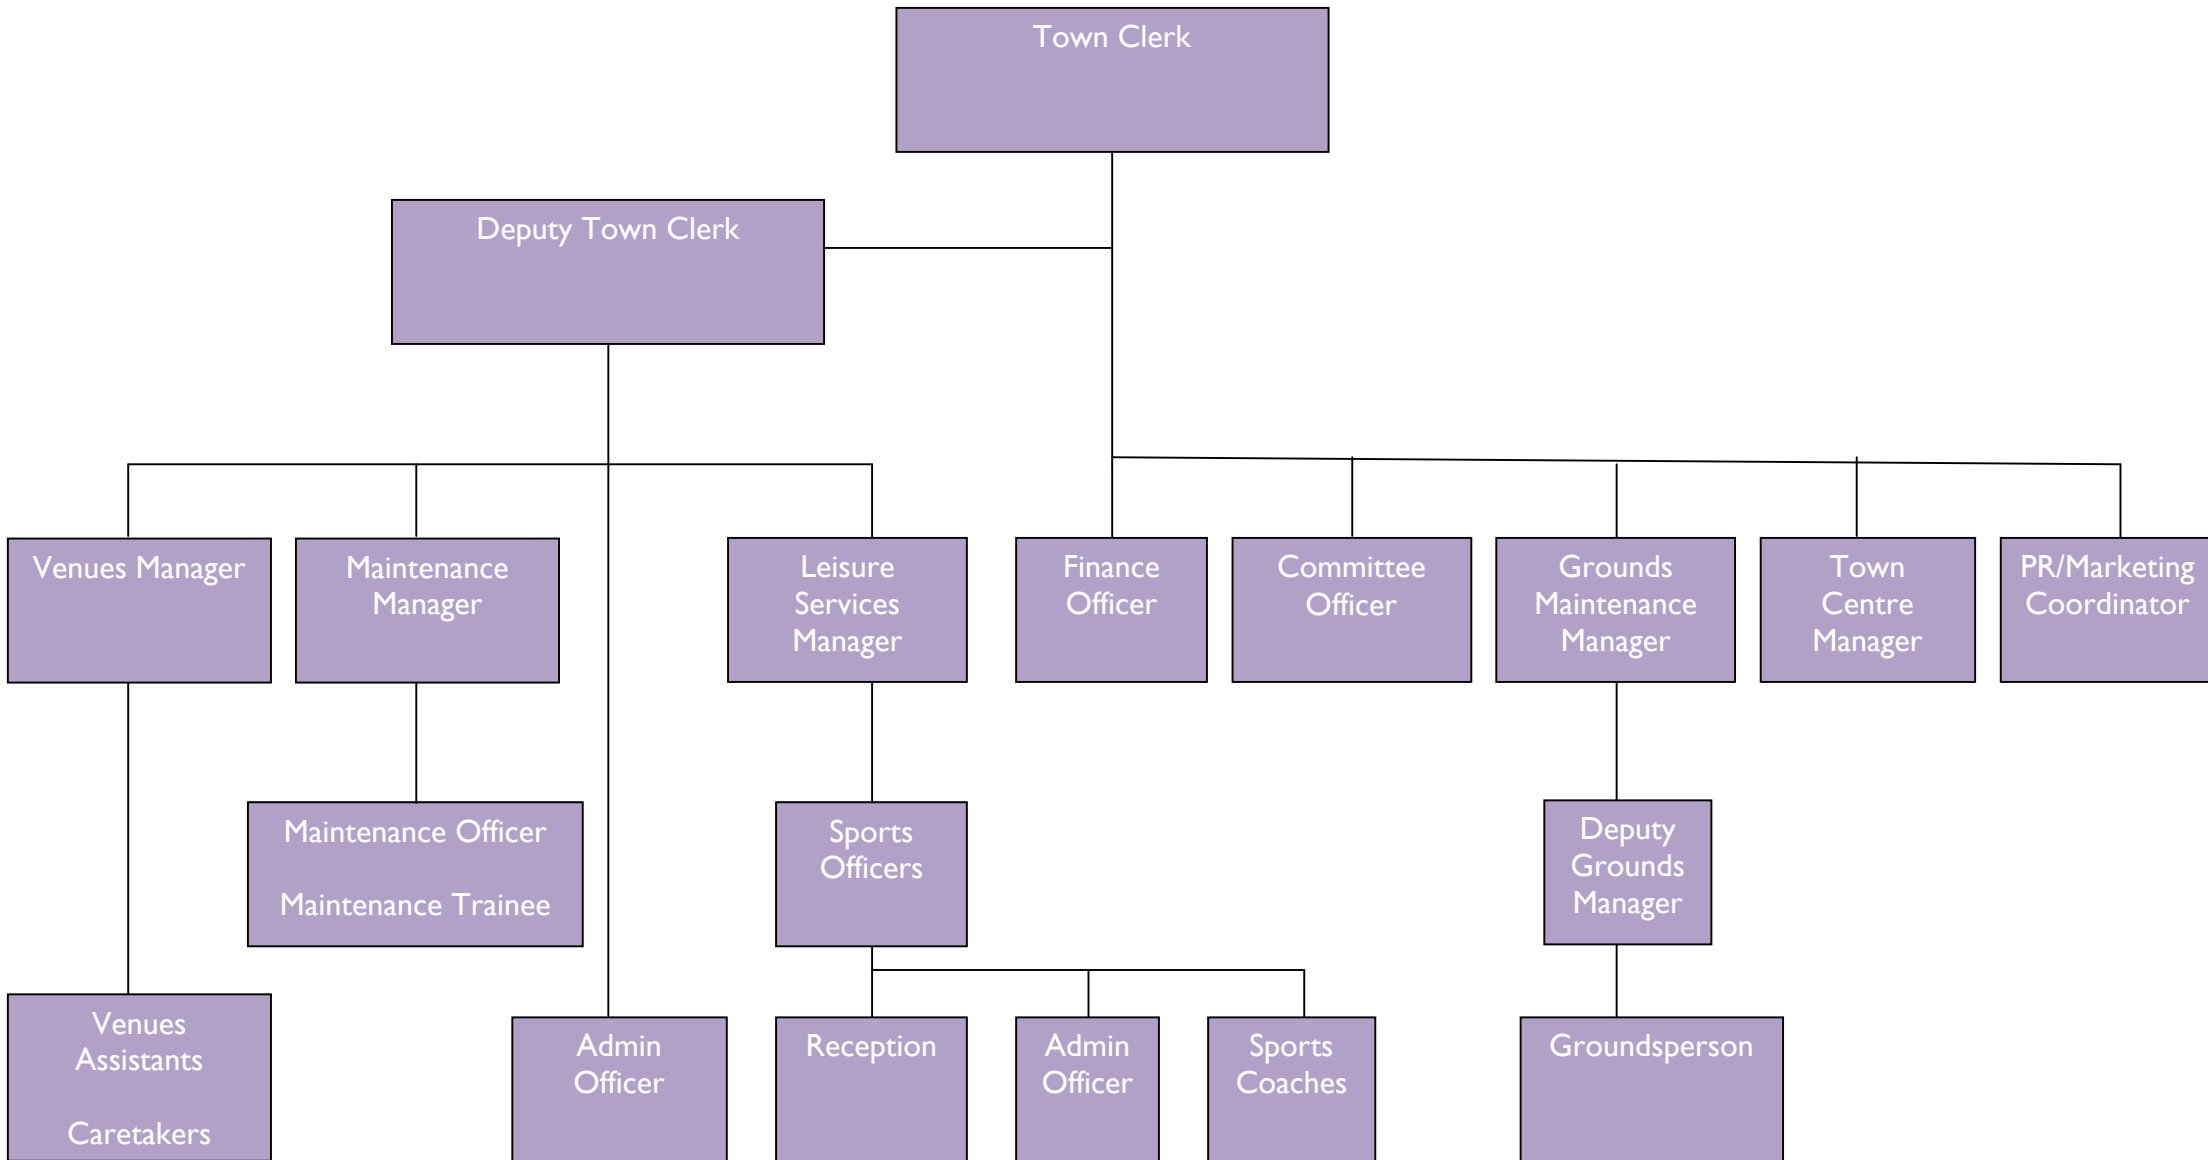 Town Clerk
Deputy Town Clerk
Venues Manager
Maintenance
Manager
Leisure
Services
Manager
Finance
Officer
Committee
Officer
Grounds
Maintenance
Manager
Town
Centre
Manager
PR/Marketing
Coordinator
Maintenance Officer
Maintenance Trainee
Sports
Officers
Deputy
Grounds
Manager
Venues
Assistants
Caretakers
Admin
Officer
Reception
Admin
Officer
Sports
Coaches
Groundsperson